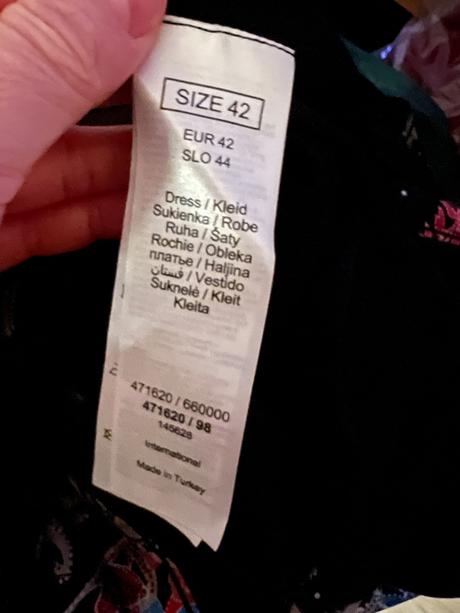 SIZE 42
EUR 42
SLO 44
Dress / Kleid
Sukienka / Robe
Ruha / Šaty
Rochie / Obleka
платье / Haljina
فستان / Vestido
Suknelė / Kleit
Kleita
471620 / 660000
471620 / 98
145628
International
Made in Turkey